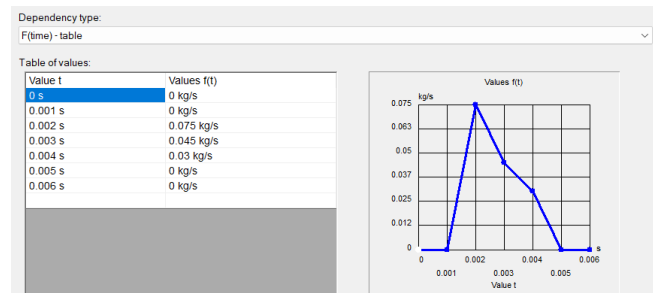 Dependency type:
F(time) - table
Table of values:
Value t Values f(t)
0 s 0 kg/s
0.001 s 0 kg/s
0.002 s 0.075 kg/s
0.003 s 0.045 kg/s
0.004 s 0.03 kg/s
0.005 s 0 kg/s
0.006 s 0 kg/s
Values f(t)
kg/s
0.075
0.063
0.05
0.037
0.025
0.012
0 s
0 0.002 0.004 0.006
0.001 0.003 0.005
Value t